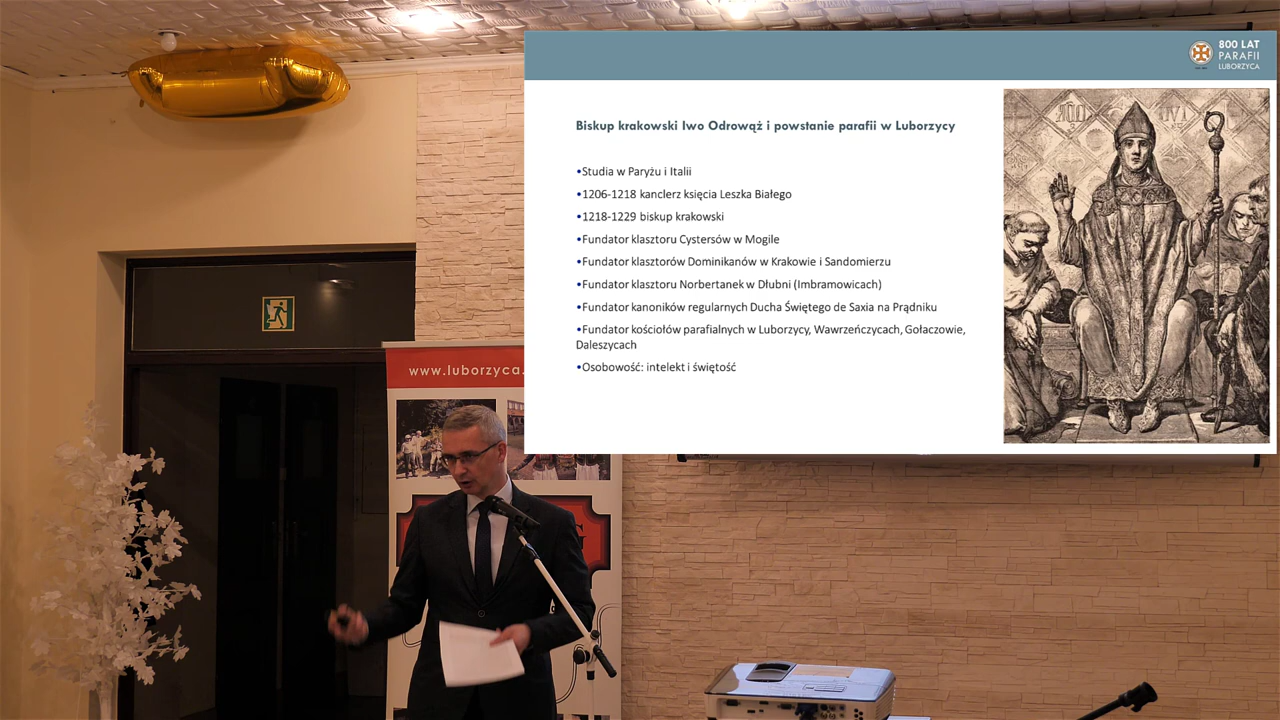 800 LAT
PARAFII
LUBORZYCA
Biskup krakowski Iwo Odrowąż i powstanie parafii w Luborzycy
•Studia w Paryżu i Italii
•1206-1218 kanclerz księcia Leszka Białego
•1218-1229 biskup krakowski
•Fundator klasztoru Cystersów w Mogile
•Fundator klasztorów Dominikanów w Krakowie i Sandomierzu
•Fundator klasztoru Norbertanek w Dłubni (Imbramowicach)
•Fundator kanoników regularnych Ducha Świętego de Saxia na Prądniku
•Fundator kościołów parafialnych w Luborzycy, Wawrzeńczycach, Gołaczowie,
Daleszycach
•Osobowość: intelekt i świętość
www.luborzyca.
G